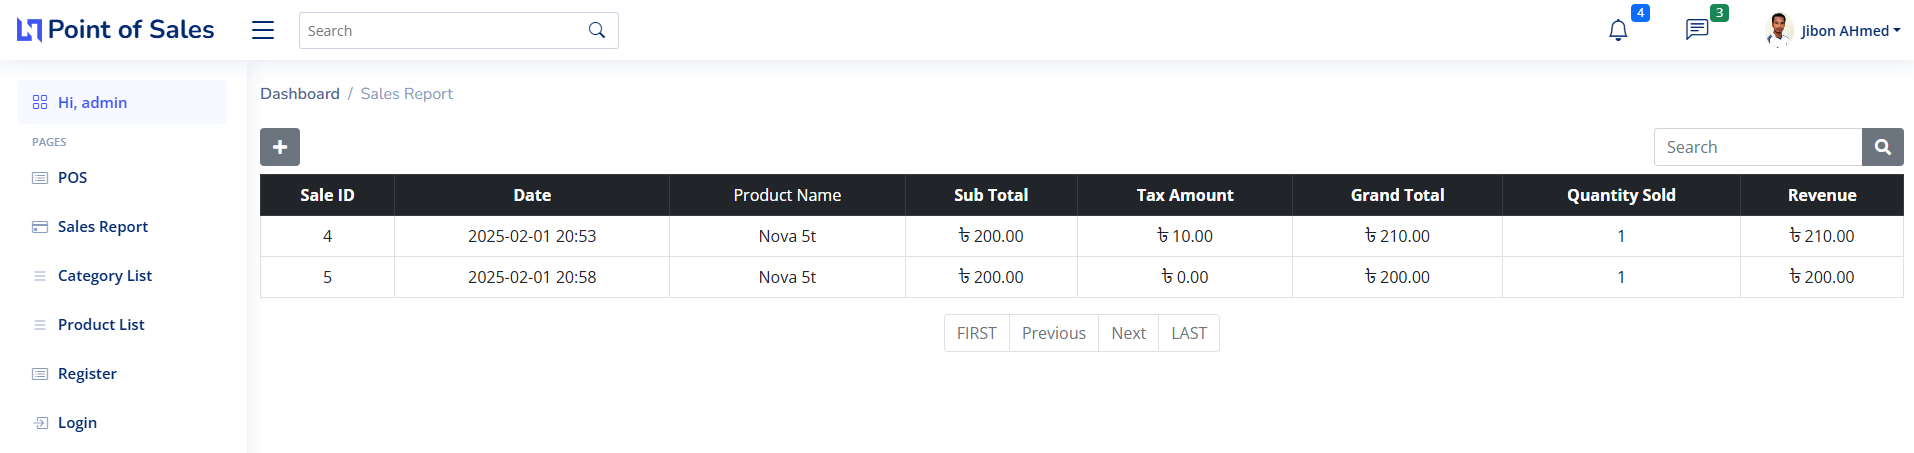 Point of Sales
Search
4
3
Jibon AHmed
Hi, admin
PAGES
POS
Sales Report
Category List
Product List
Register
Login
Dashboard / Sales Report
Search
Sale ID Date Product Name Sub Total Tax Amount Grand Total Quantity Sold Revenue
4 2025-02-01 20:53 Nova 5t ৳ 200.00 ৳ 10.00 ৳ 210.00 1 ৳ 210.00
5 2025-02-01 20:58 Nova 5t ৳ 200.00 ৳ 0.00 ৳ 200.00 1 ৳ 200.00
FIRST Previous Next LAST